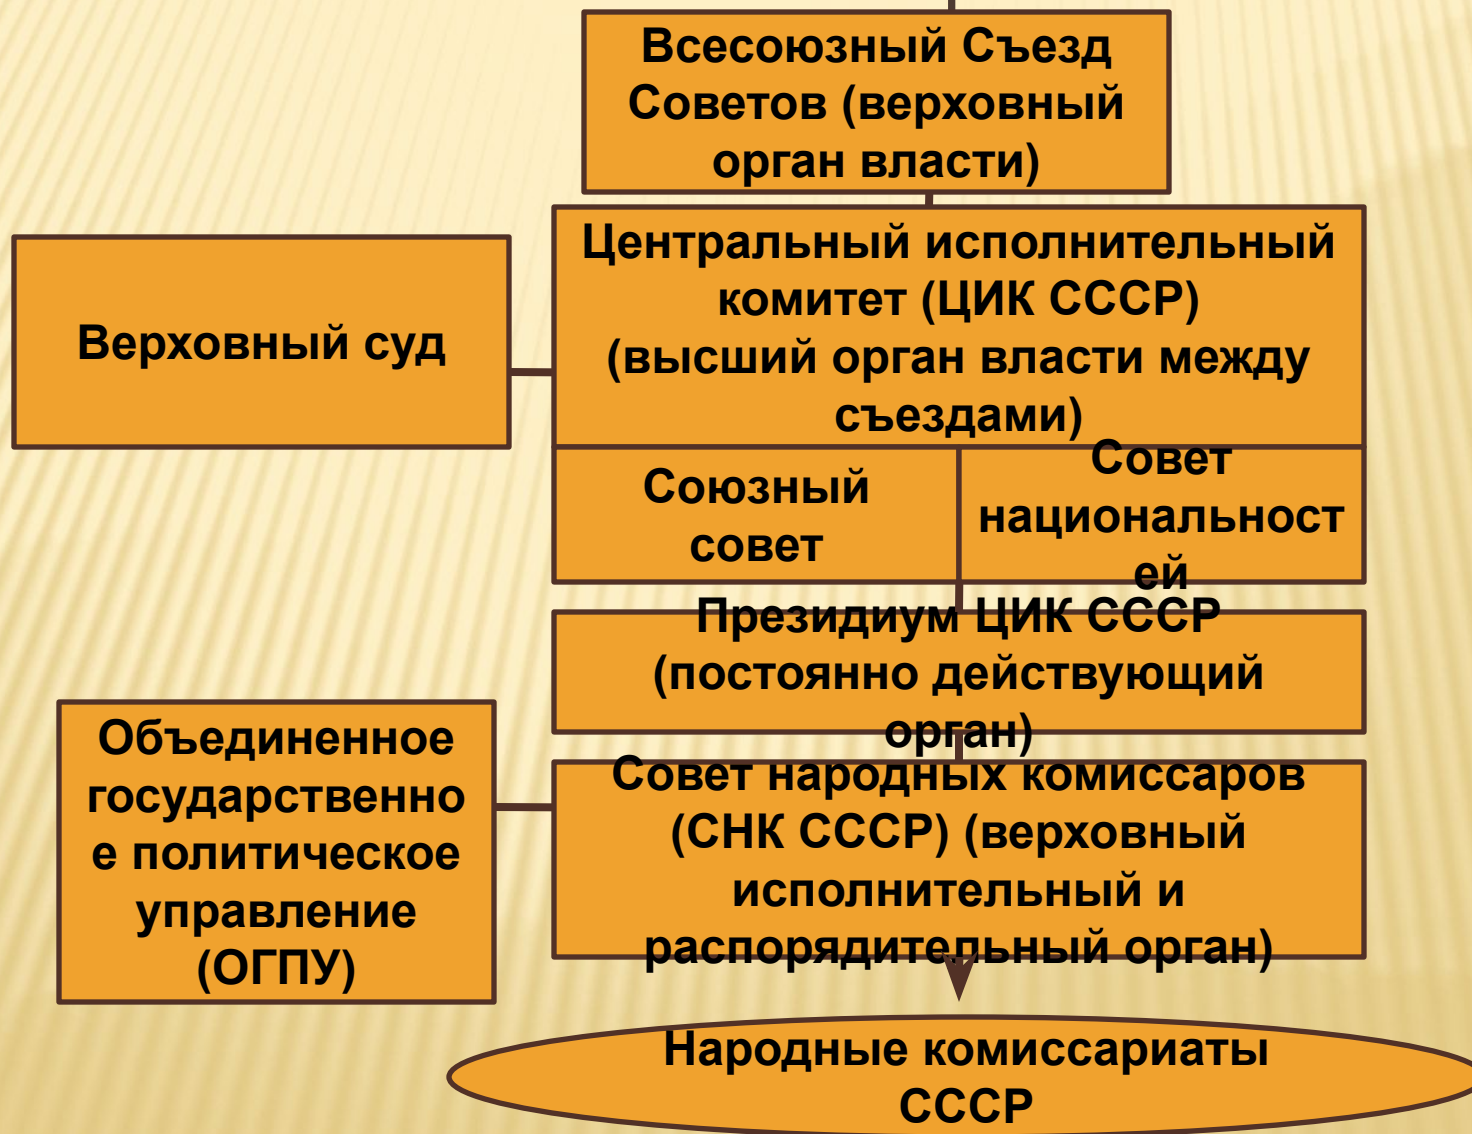 Всесоюзный Съезд
Советов (верховный
орган власти)
Верховный суд
Центральный исполнительный
комитет (ЦИК СССР)
(высший орган власти между
съездами)
Союзный
совет
Совет
национальност
ей
Президиум ЦИК СССР
(постоянно действующий
орган)
Объединенное
государственно
е политическое
управление
(ОГПУ)
Совет народных комиссаров
(СНК СССР) (верховный
исполнительный и
распорядительный орган)
Народные комиссариаты
СССР